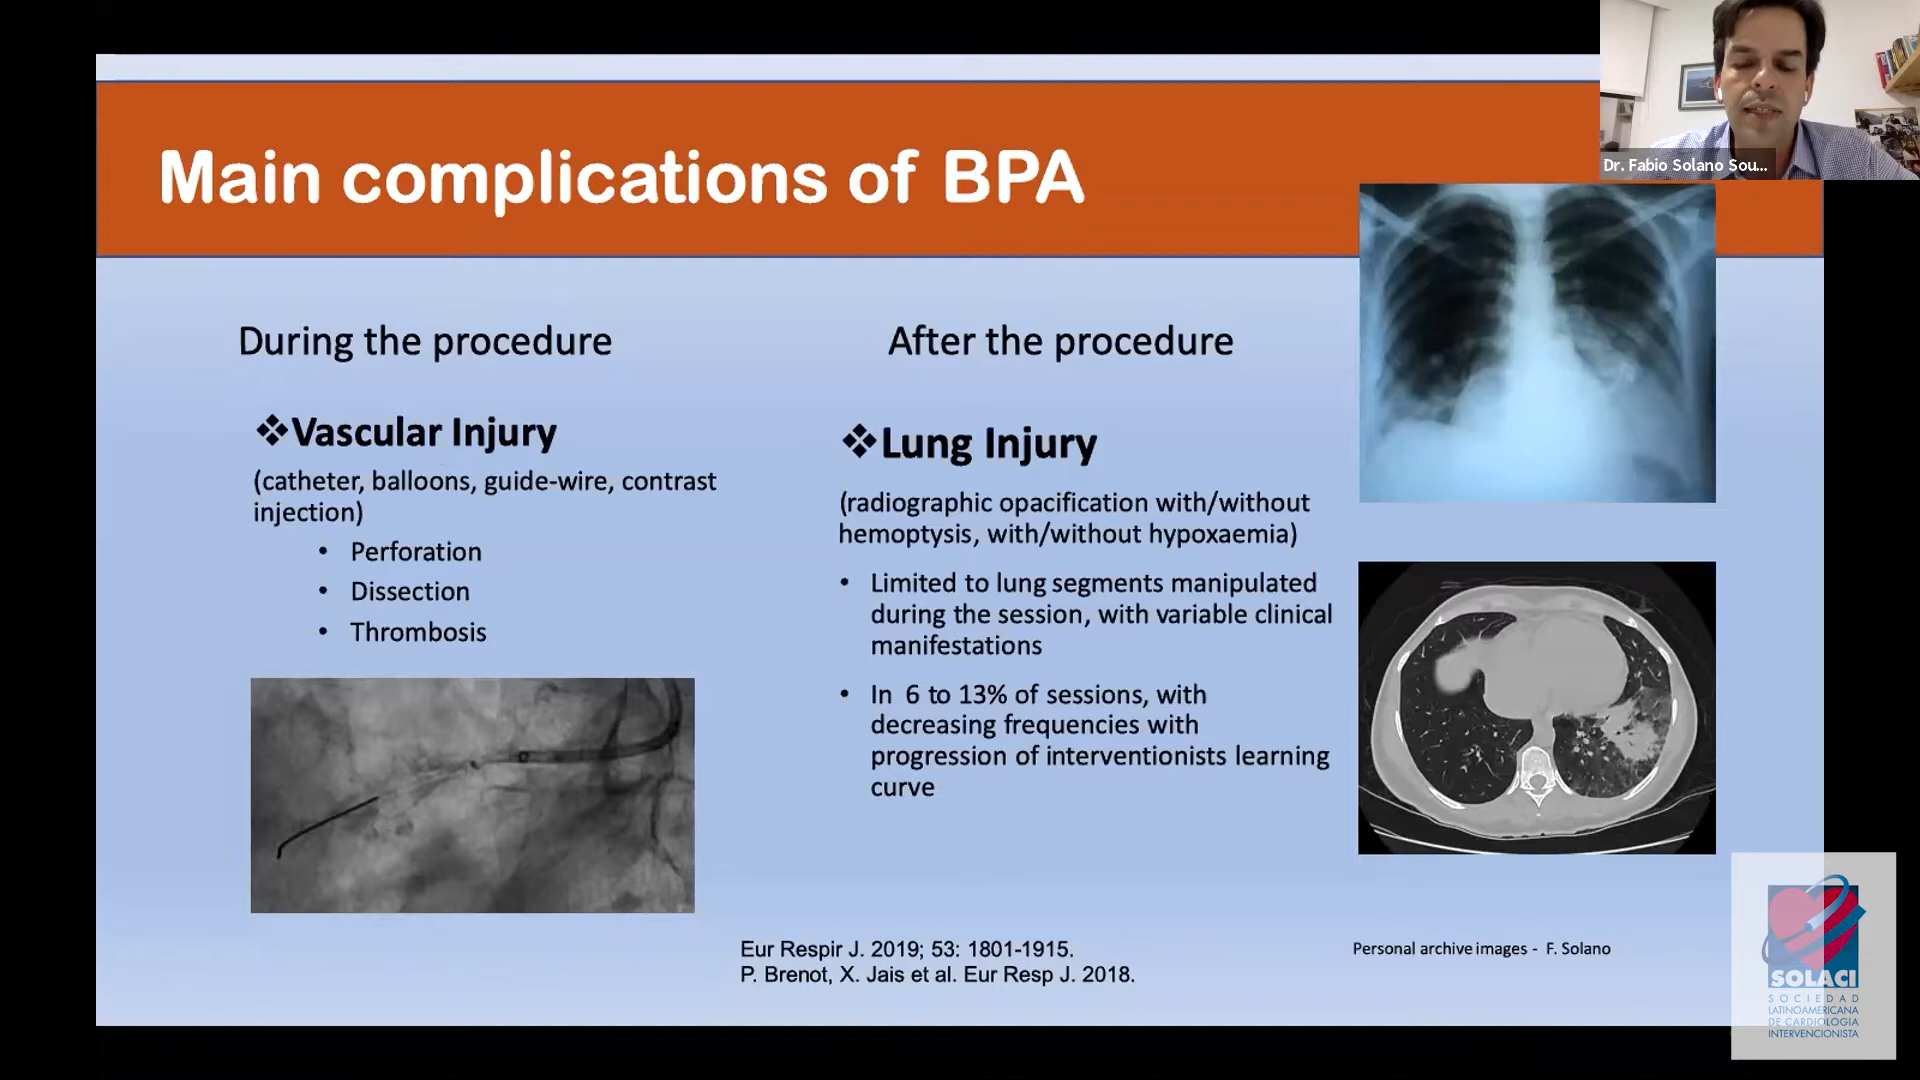 Main complications of BPA
Dr. Fabio Solano Sou...
During the procedure
❖Vascular Injury
(catheter, balloons, guide-wire, contrast
injection)
• Perforation
• Dissection
• Thrombosis
After the procedure
❖Lung Injury
(radiographic opacification with/without
hemoptysis, with/without hypoxaemia)
• Limited to lung segments manipulated
during the session, with variable clinical
manifestations
• In 6 to 13% of sessions, with
decreasing frequencies with
progression of interventionists learning
curve
Eur Respir J. 2019; 53: 1801-1915.
P. Brenot, X. Jais et al. Eur Resp J. 2018.
Personal archive images - F. Solano
SOLACI
SOCIEDAD
LATINOAMERICANA
DE CARDIOLOGIA
INTERVENCIONISTA